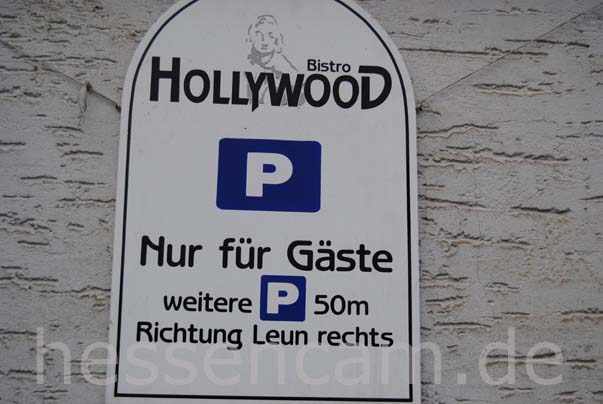 Bistro
HOLLYWOOD
P
Nur für Gäste
weitere P 50m
Richtung Leun rechts
hessencam.de